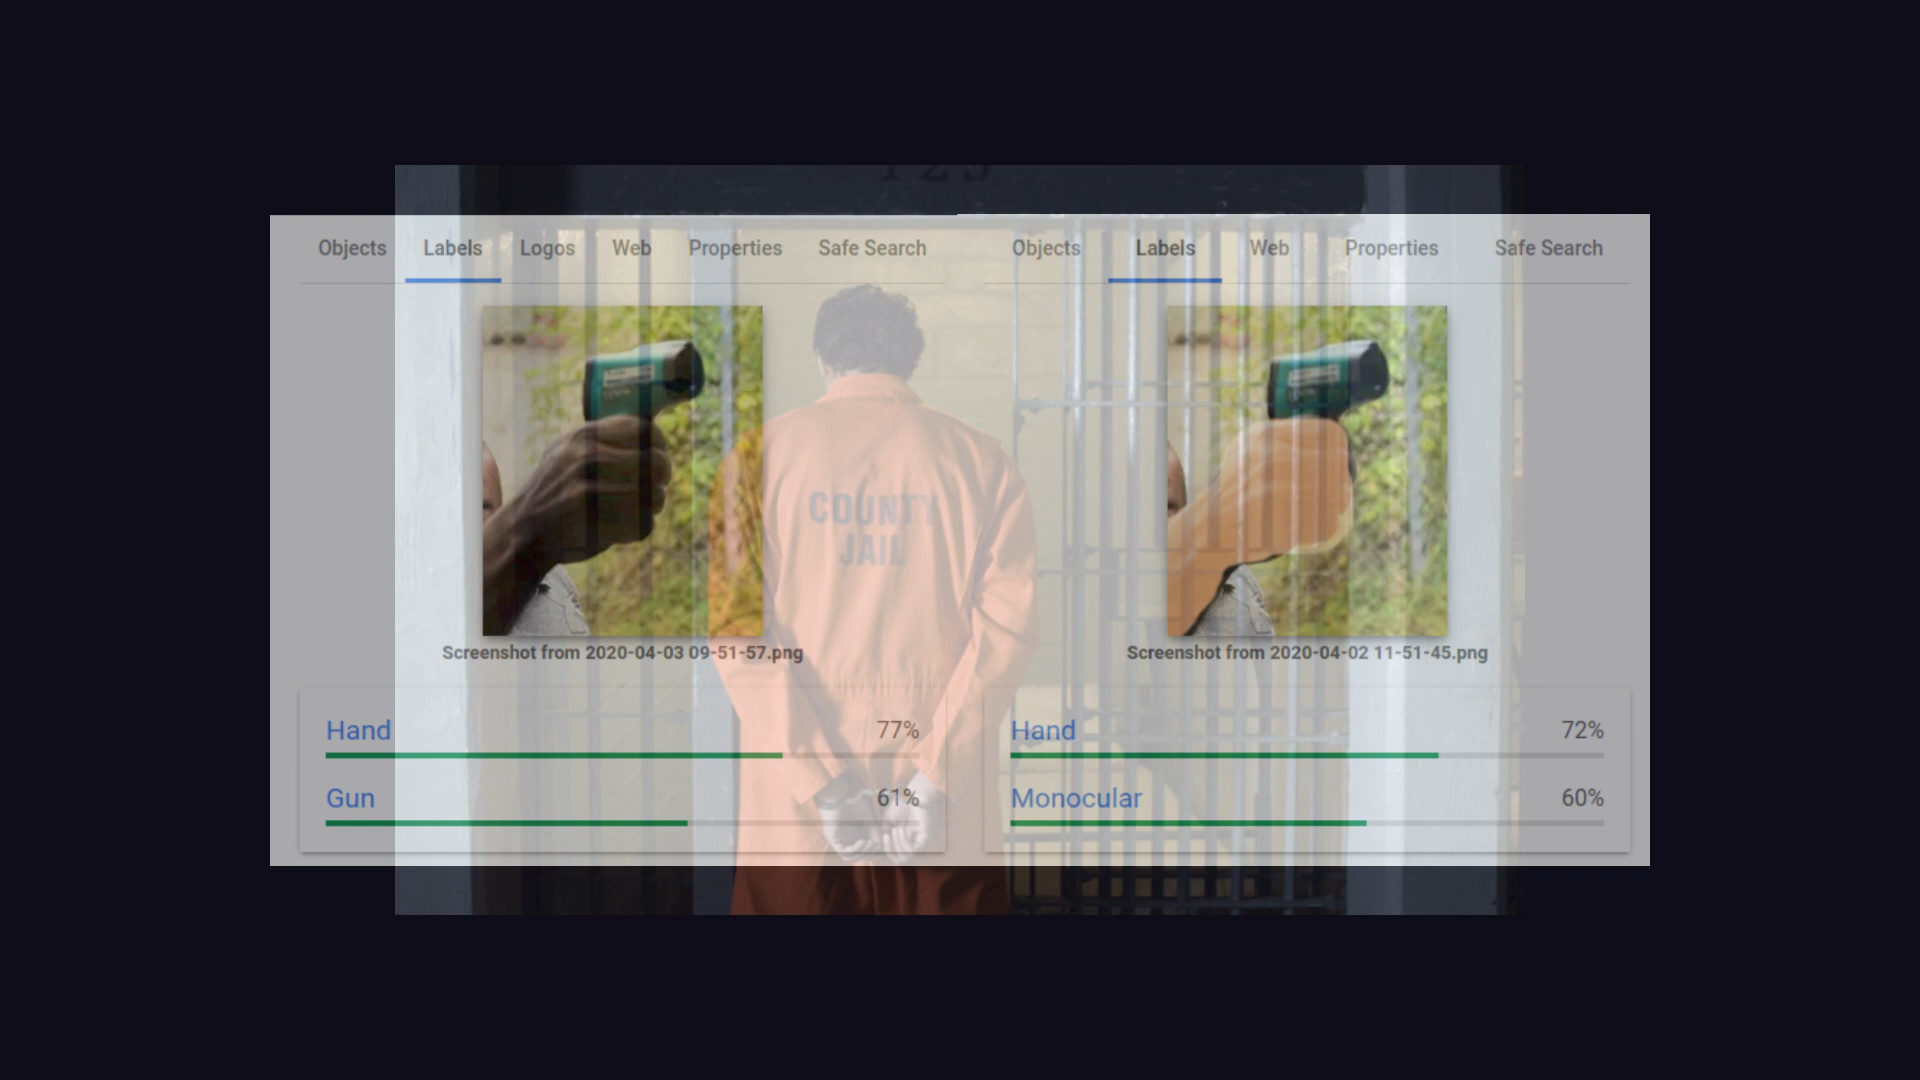 123
Objects Labels Logos Web Properties Safe Search
Objects Labels Web Properties Safe Search
COUNTY
JAIL
Screenshot from 2020-04-03 09-51-57.png
Screenshot from 2020-04-02 11-51-45.png
Hand 77%
Gun 61%
Hand 72%
Monocular 60%